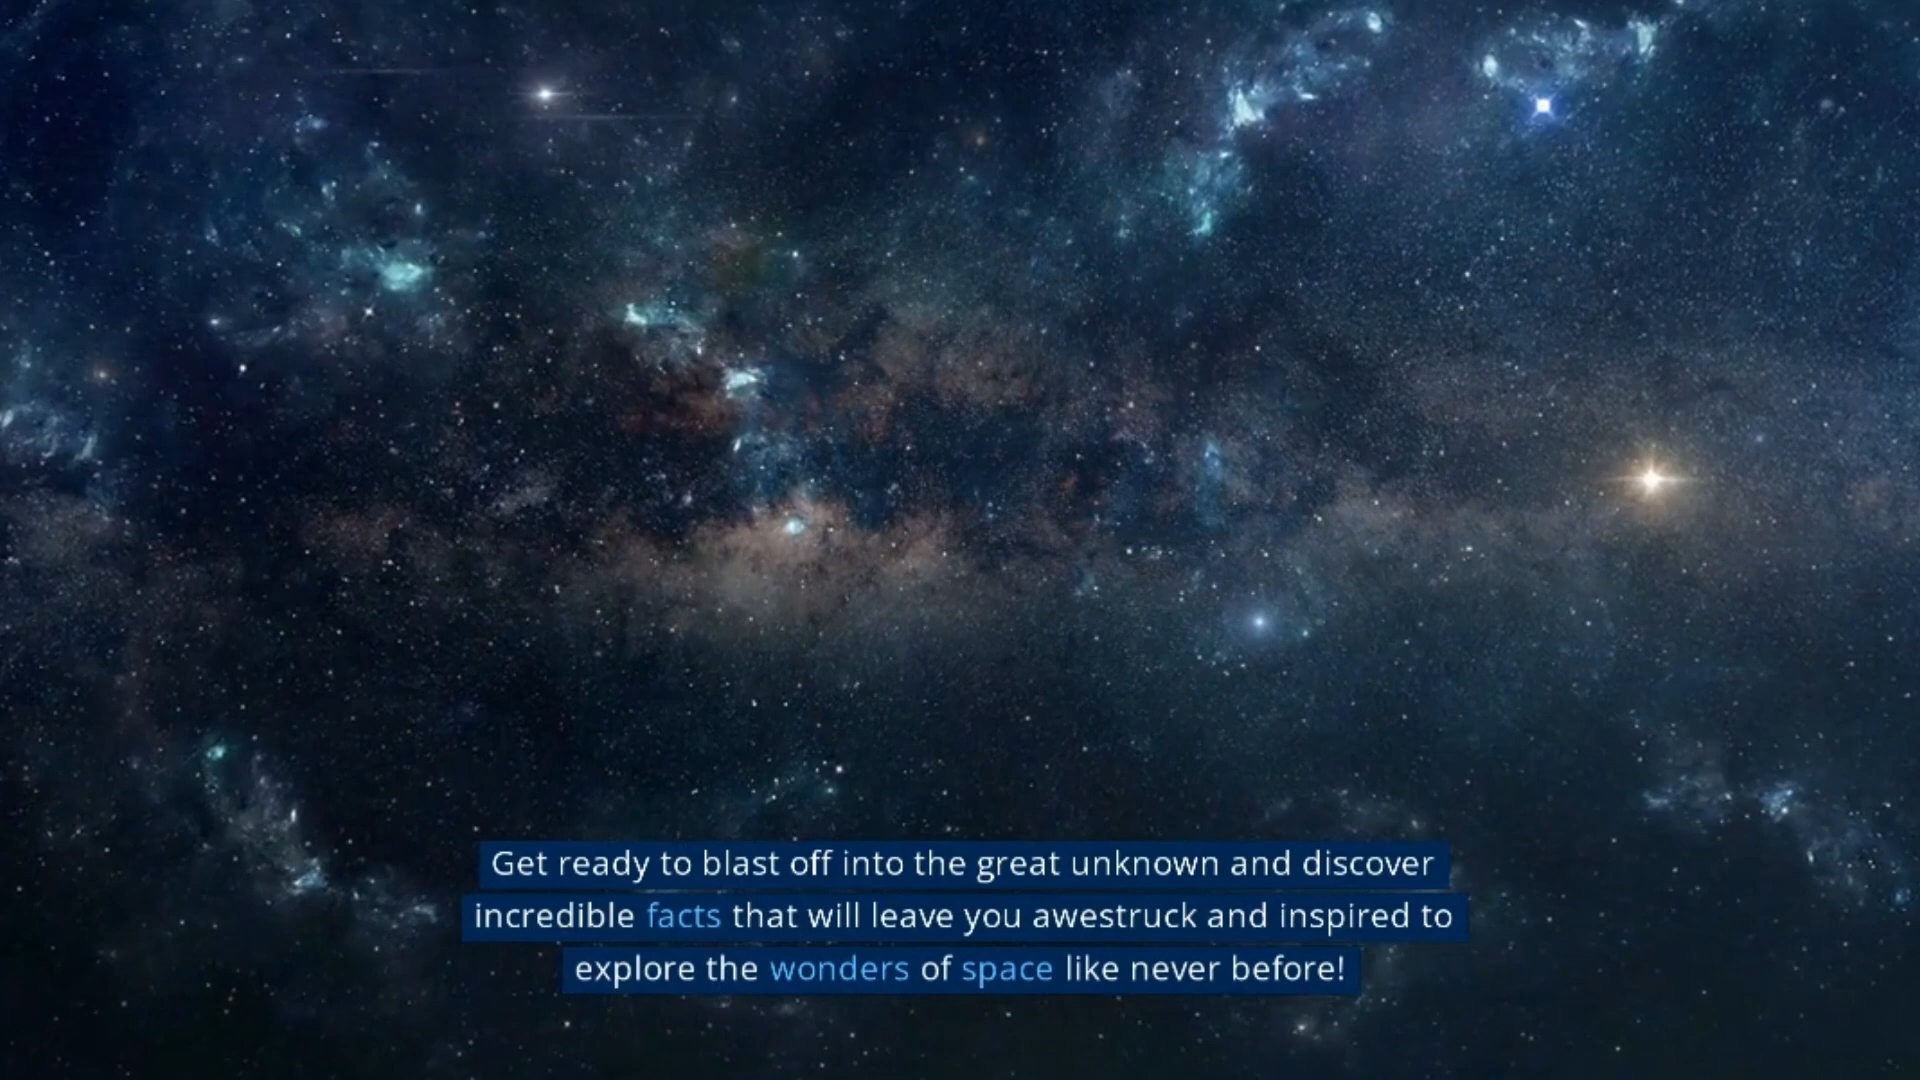 Get ready to blast off into the great unknown and discover
incredible facts that will leave you awestruck and inspired to
explore the wonders of space like never before!